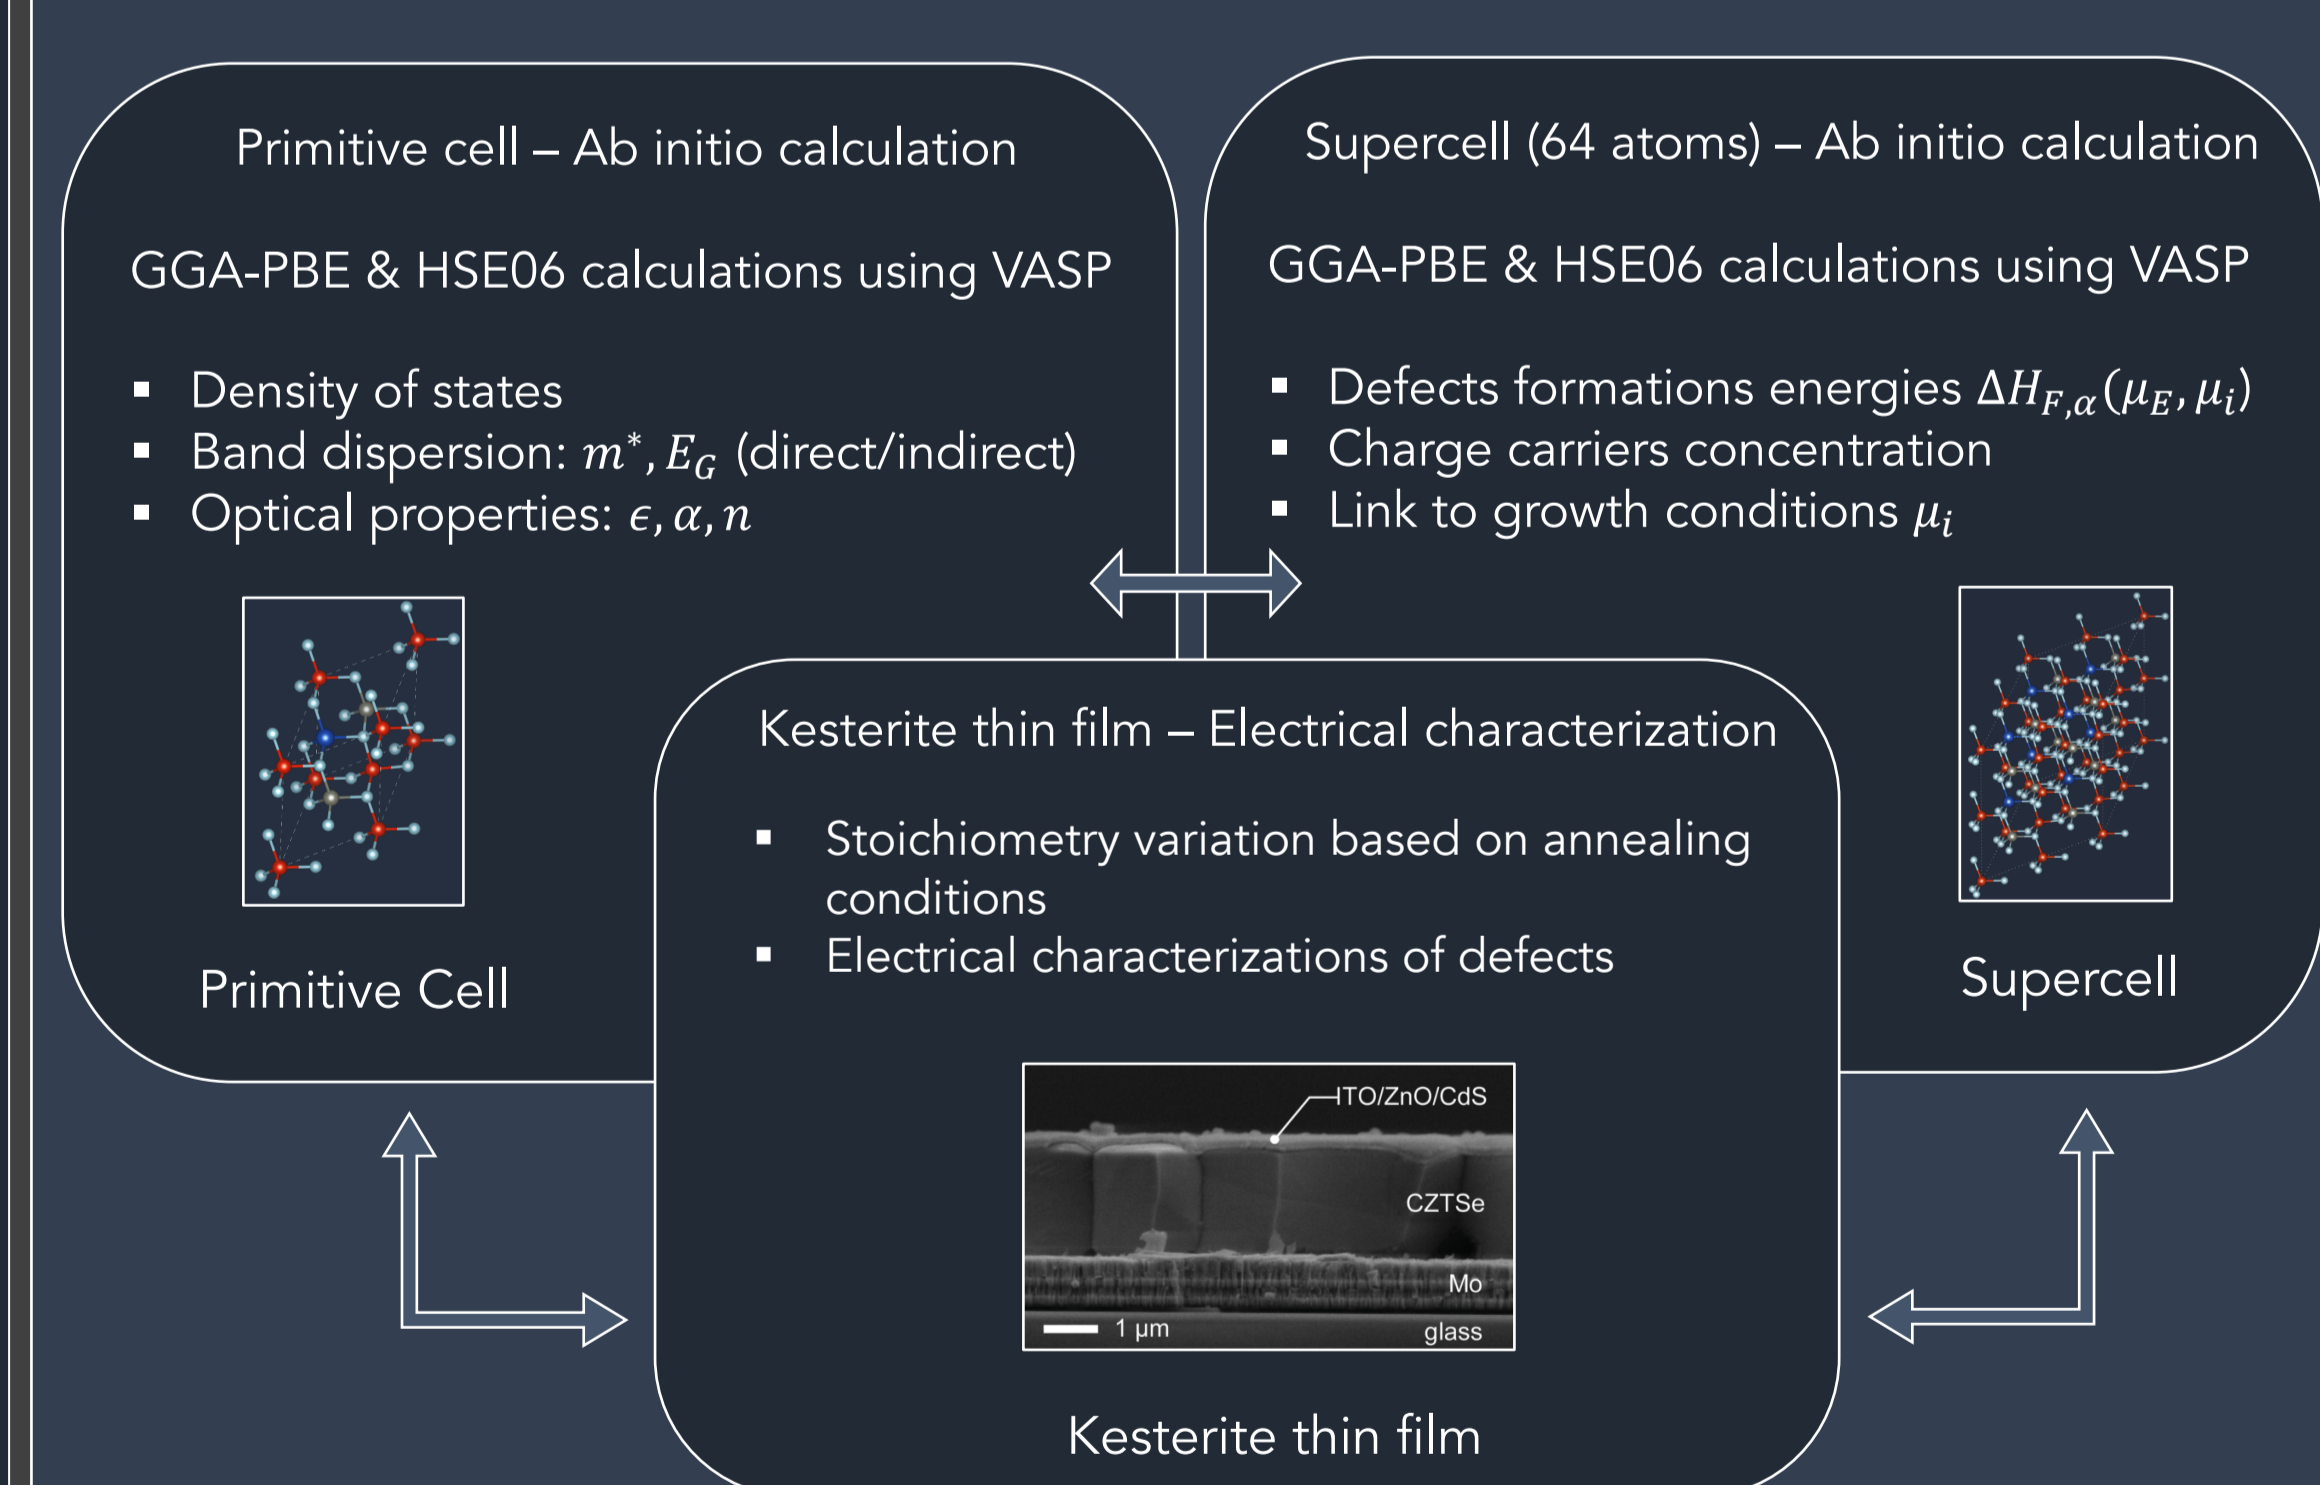 Primitive cell – Ab initio calculation
GGA-PBE & HSE06 calculations using VASP
▪ Density of states
▪ Band dispersion: m*, E_G (direct/indirect)
▪ Optical properties: ϵ, α, n
Primitive Cell
Supercell (64 atoms) – Ab initio calculation
GGA-PBE & HSE06 calculations using VASP
▪ Defects formations energies ΔH_{F,α}(μ_E, μ_i)
▪ Charge carriers concentration
▪ Link to growth conditions μ_i
Supercell
Kesterite thin film – Electrical characterization
▪ Stoichiometry variation based on annealing
conditions
▪ Electrical characterizations of defects
ITO/ZnO/CdS
CZTSe
Mo
1 μm
glass
Kesterite thin film